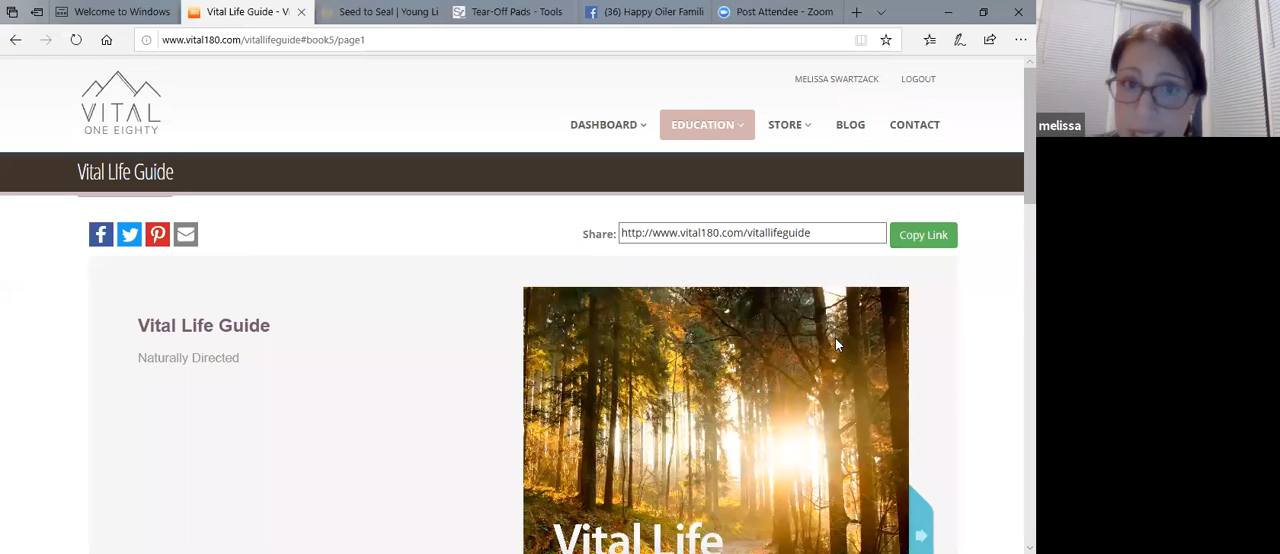 Welcome to Windows
Vital Life Guide - V
Seed to Seal | Young Li
Tear-Off Pads - Tools
(36) Happy Oiler Famili
Post Attendee - Zoom
www.vital180.com/vitallifeguide#book5/page1
MELISSA SWARTZACK
LOGOUT
VITAL
ONE EIGHTY
DASHBOARD
EDUCATION
STORE
BLOG
CONTACT
melissa
Vital LIfe Guide
Share:
http://www.vital180.com/vitallifeguide
Copy Link
Vital Life Guide
Naturally Directed
Vital Life